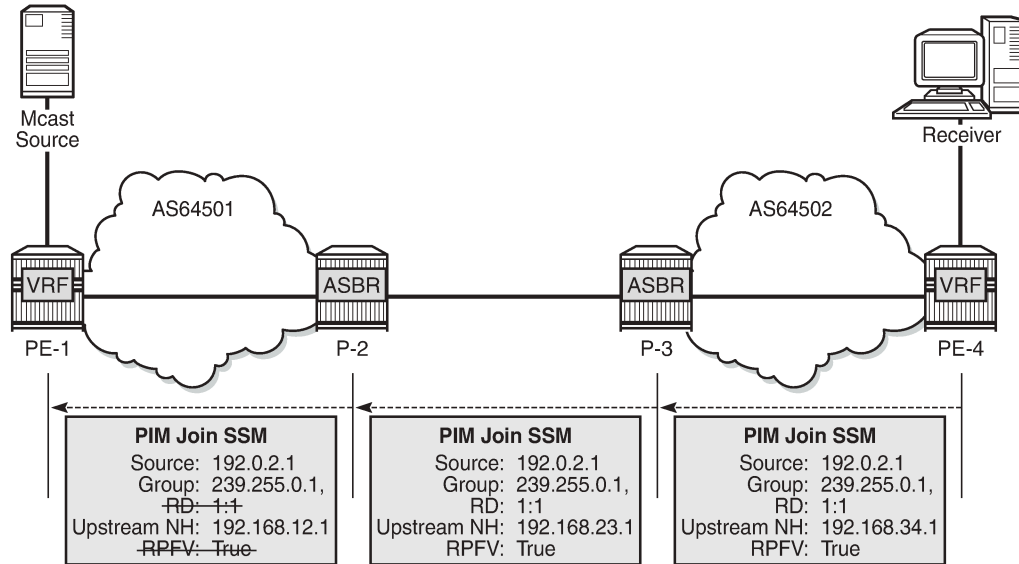 Mcast
Source
Receiver
AS64501
AS64502
VRF
ASBR
ASBR
VRF
PE-1
P-2
P-3
PE-4
PIM Join SSM
Source: 192.0.2.1
Group: 239.255.0.1,
RD: 1:1
Upstream NH: 192.168.12.1
RPFV: True
PIM Join SSM
Source: 192.0.2.1
Group: 239.255.0.1,
RD: 1:1
Upstream NH: 192.168.23.1
RPFV: True
PIM Join SSM
Source: 192.0.2.1
Group: 239.255.0.1,
RD: 1:1
Upstream NH: 192.168.34.1
RPFV: True